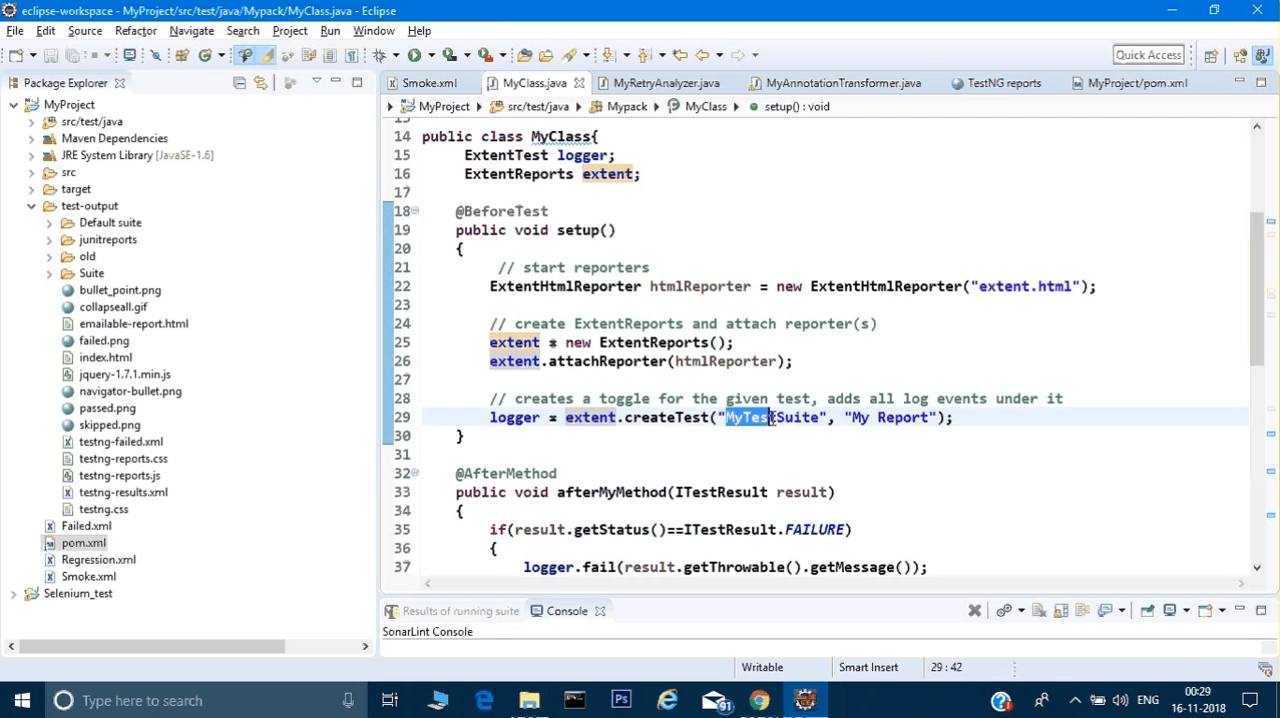 eclipse-workspace - MyProject/src/test/java/Mypack/MyClass.java - Eclipse
File Edit Source Refactor Navigate Search Project Run Window Help
Quick Access
Package Explorer
Smoke.xml MyClass.java MyRetryAnalyzer.java MyAnnotationTransformer.java TestNG reports MyProject/pom.xml
MyProject src/test/java Mypack MyClass setup() : void
MyProject
src/test/java
Maven Dependencies
JRE System Library [JavaSE-1.6]
src
target
test-output
Default suite
junitreports
old
Suite
bullet_point.png
collapseall.gif
emailable-report.html
failed.png
index.html
jquery-1.7.1.min.js
navigator-bullet.png
passed.png
skipped.png
testng-failed.xml
testng-reports.css
testng-reports.js
testng-results.xml
testng.css
Failed.xml
pom.xml
Regression.xml
Smoke.xml
Selenium_test
14 public class MyClass{
15 ExtentTest logger;
16 ExtentReports extent;
17
18 @BeforeTest
19 public void setup()
20 {
21 // start reporters
22 ExtentHtmlReporter htmlReporter = new ExtentHtmlReporter("extent.html");
23
24 // create ExtentReports and attach reporter(s)
25 extent = new ExtentReports();
26 extent.attachReporter(htmlReporter);
27
28 // creates a toggle for the given test, adds all log events under it
29 logger = extent.createTest("MyTestSuite", "My Report");
30 }
31
32 @AfterMethod
33 public void afterMyMethod(ITestResult result)
34 {
35 if(result.getStatus()==ITestResult.FAILURE)
36 {
37 logger.fail(result.getThrowable().getMessage());
Results of running suite Console
SonarLint Console
Writable Smart Insert 29 : 42
Type here to search
Ps
91
ENG
00:29
16-11-2018